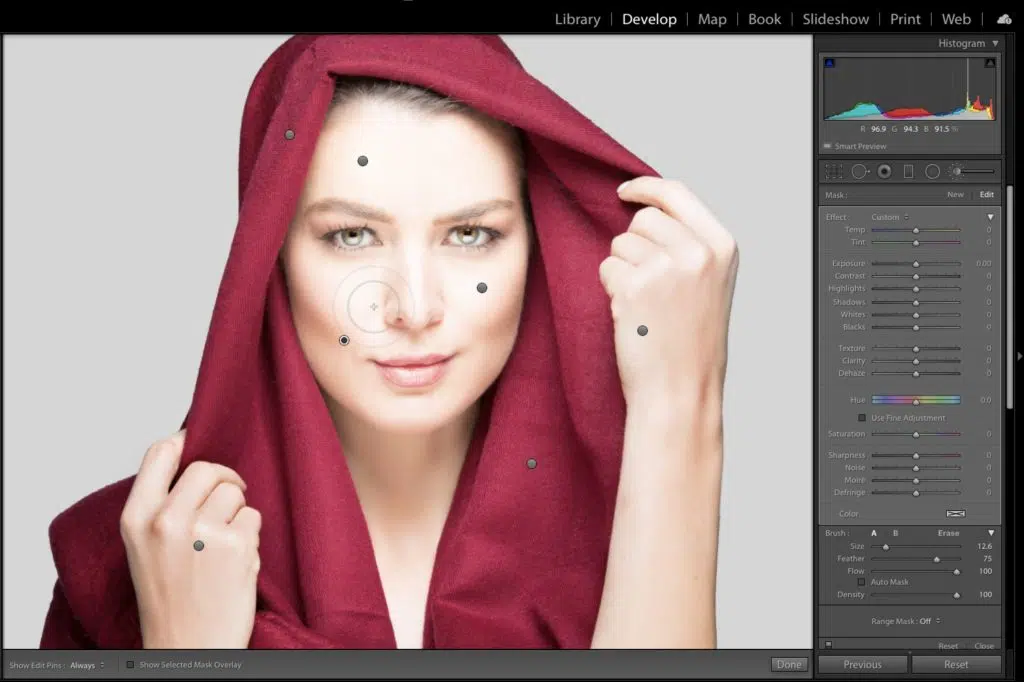 Library | Develop | Map | Book | Slideshow | Print | Web
Histogram
R 96.9 G 94.3 B 91.5 %
Smart Preview
Mask : New Edit
Effect : Custom
Temp 0
Tint 0
Exposure 0.00
Contrast 0
Highlights 0
Shadows 0
Whites 0
Blacks 0
Texture 0
Clarity 0
Dehaze 0
Hue 0.0
Use Fine Adjustment
Saturation 0
Sharpness 0
Noise 0
Moiré 0
Defringe 0
Color
Brush : A B Erase
Size 12.6
Feather 75
Flow 100
Auto Mask
Density 100
Range Mask : Off
Reset Close
Show Edit Pins : Always Show Selected Mask Overlay Done
Previous Reset